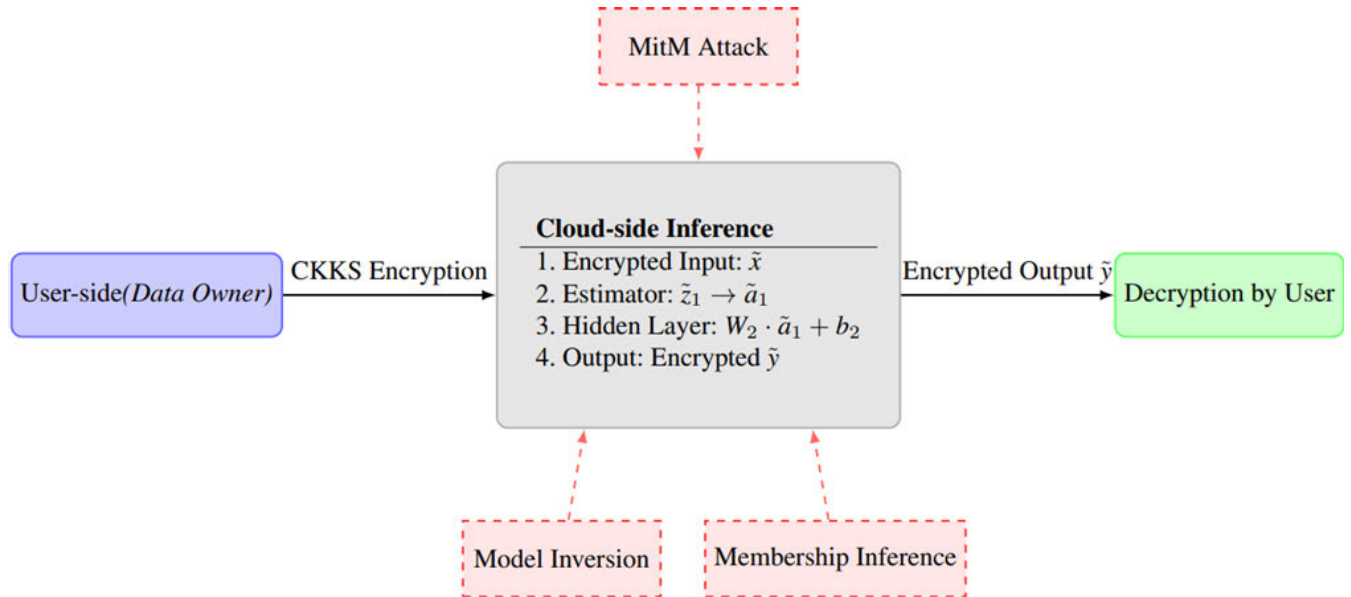 MitM Attack
Cloud-side Inference
1. Encrypted Input: x̃
2. Estimator: z̃₁ → ã₁
3. Hidden Layer: W₂ · ã₁ + b₂
4. Output: Encrypted ỹ
User-side(Data Owner)
CKKS Encryption
Encrypted Output ỹ
Decryption by User
Model Inversion
Membership Inference